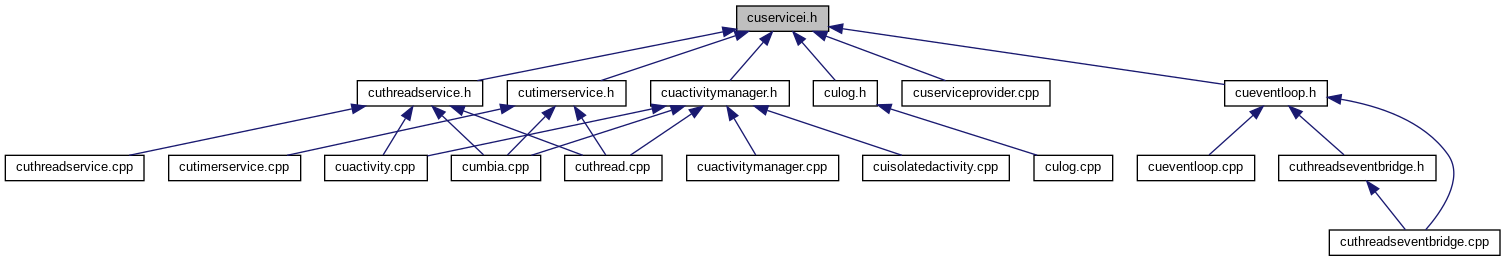 cuservicei.h
cuthreadservice.h
cutimerservice.h
cuactivitymanager.h
culog.h
cuserviceprovider.cpp
cueventloop.h
cuthreadservice.cpp
cutimerservice.cpp
cuactivity.cpp
cumbia.cpp
cuthread.cpp
cuactivitymanager.cpp
cuisolatedactivity.cpp
culog.cpp
cueventloop.cpp
cuthreadseventbridge.h
cuthreadseventbridge.cpp